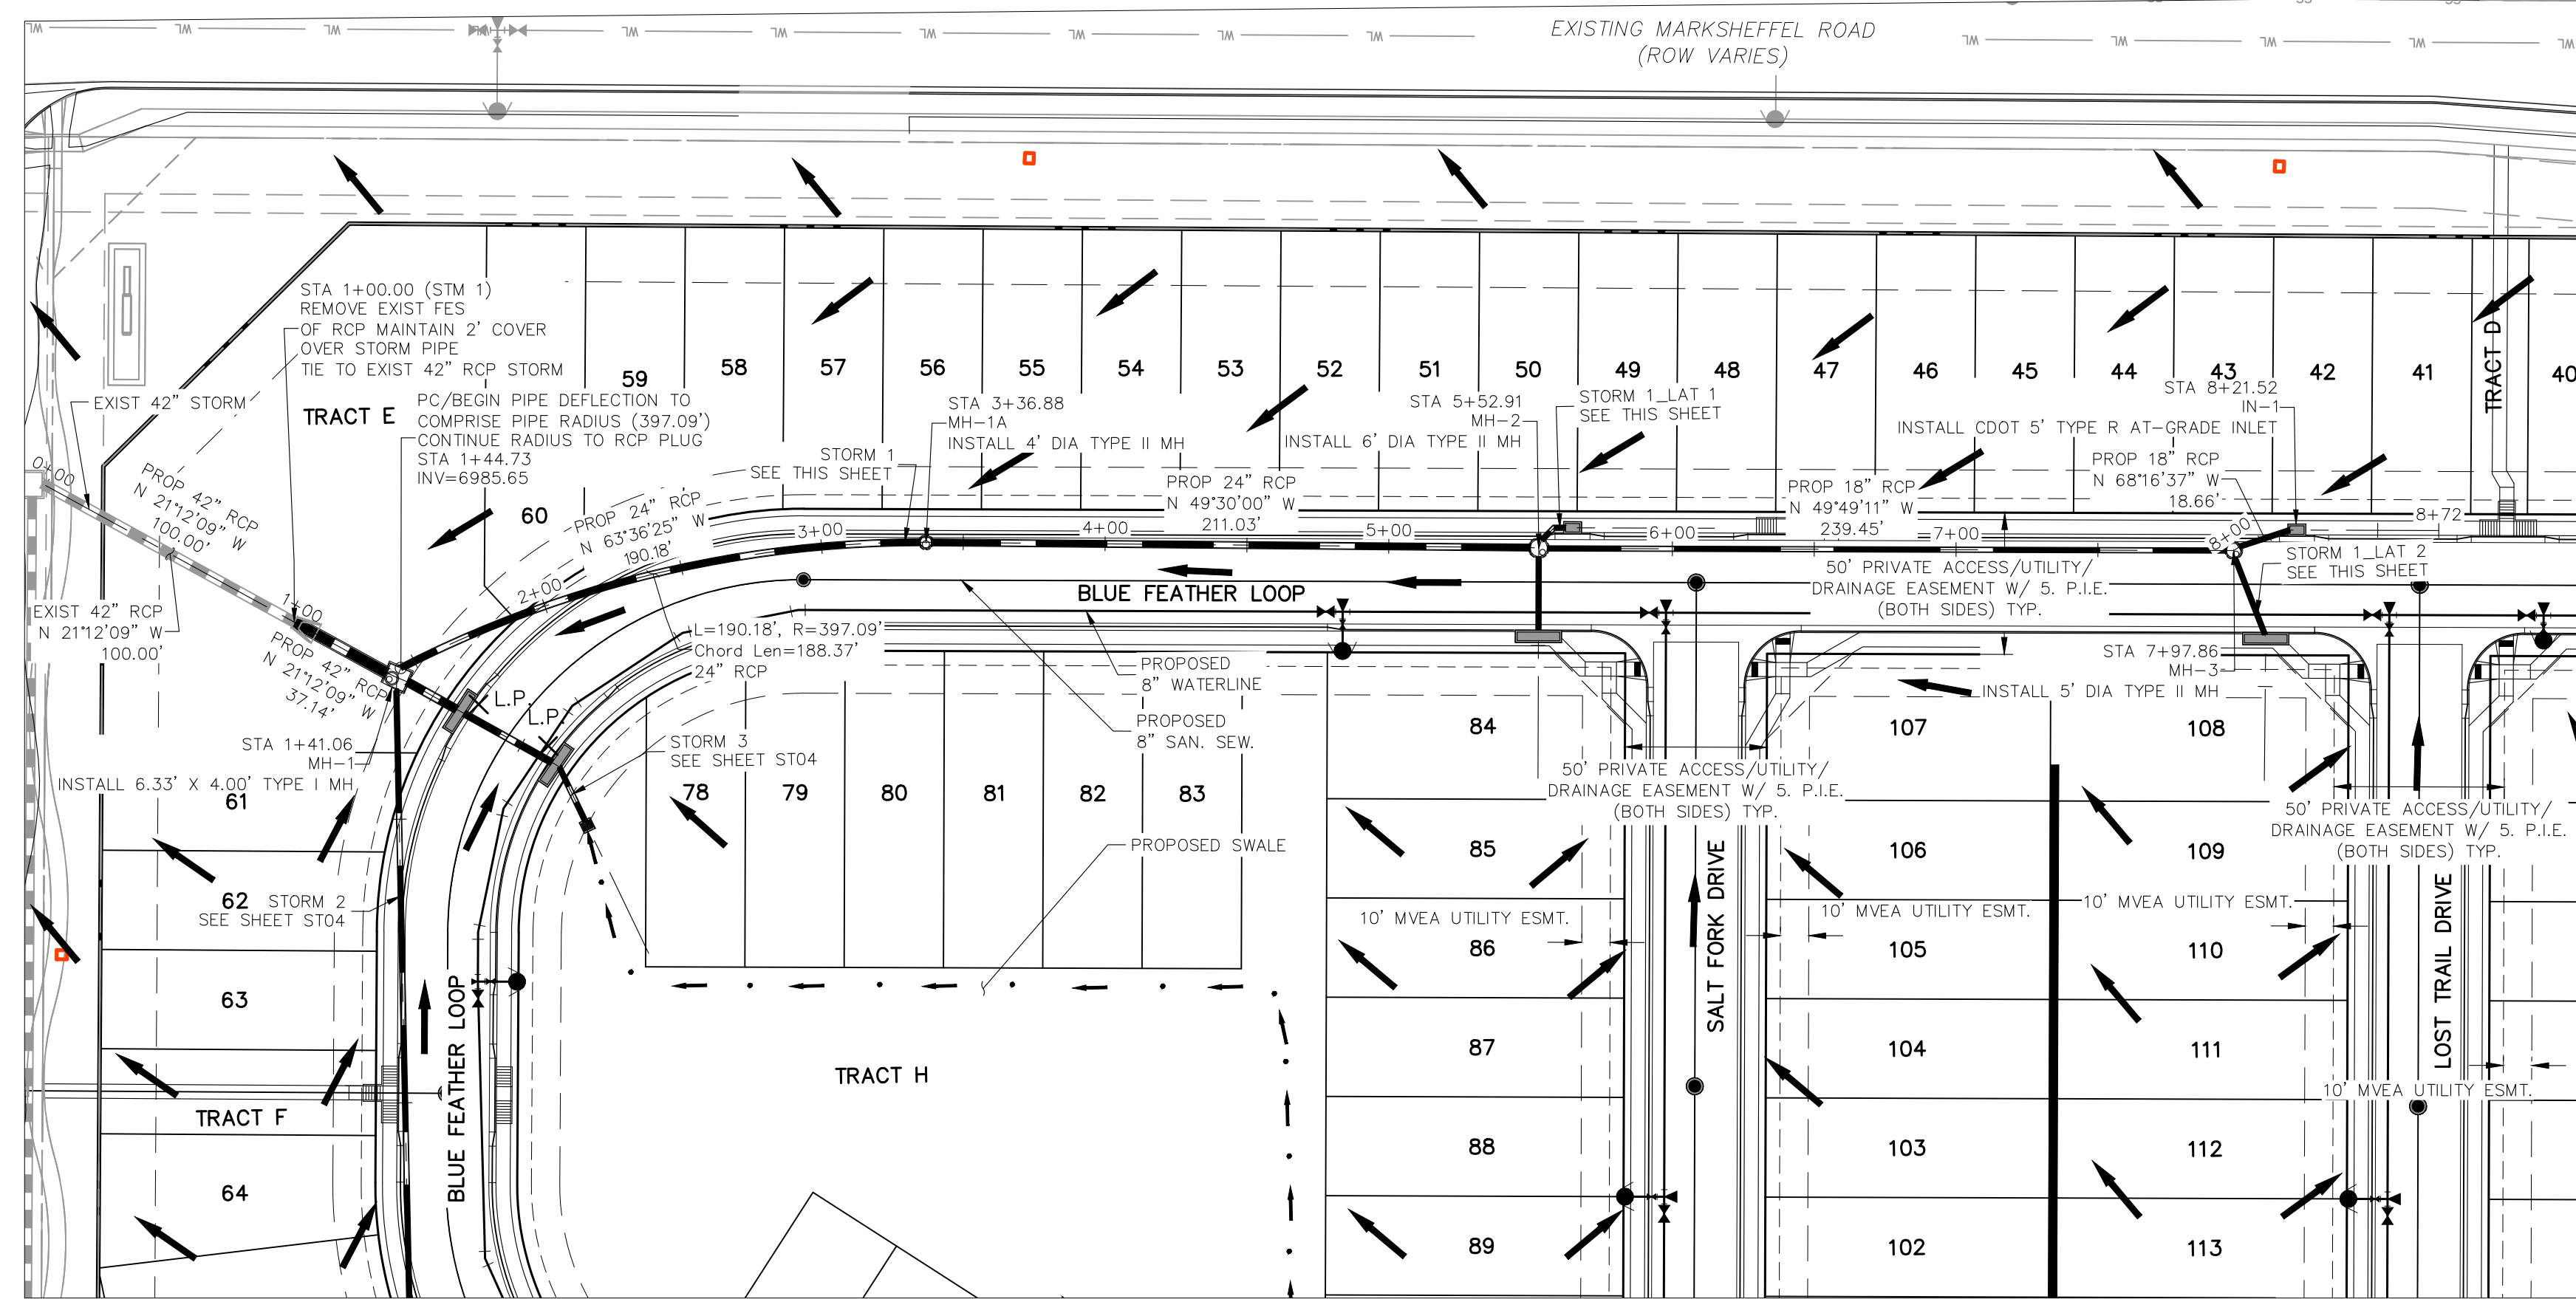 EXISTING MARKSHEFFEL ROAD
(ROW VARIES)
WL
WL
WL
WL
WL
WL
WL
WL
WL
WL
WL
WL
WL
WL
STA 1+00.00 (STM 1)
REMOVE EXIST FES
OF RCP MAINTAIN 2' COVER
OVER STORM PIPE
TIE TO EXIST 42" RCP STORM
EXIST 42" STORM
TRACT E
PC/BEGIN PIPE DEFLECTION TO
COMPRISE PIPE RADIUS (397.09')
CONTINUE RADIUS TO RCP PLUG
STA 1+44.73
INV=6985.65
59
58
57
56
55
54
53
52
51
50
49
48
47
46
45
44
43
42
41
40
TRACT D
60
STORM 1
SEE THIS SHEET
STA 3+36.88
MH-1A
INSTALL 4' DIA TYPE II MH
STA 5+52.91
MH-2
INSTALL 6' DIA TYPE II MH
STORM 1_LAT 1
SEE THIS SHEET
STA 8+21.52
IN-1
INSTALL CDOT 5' TYPE R AT-GRADE INLET
PROP 24" RCP
N 49°30'00" W
211.03'
PROP 18" RCP
N 49°49'11" W
239.45'
PROP 18" RCP
N 68°16'37" W
18.66'
PROP 24" RCP
N 63°36'25" W
190.18'
0+00
1+00
2+00
3+00
4+00
5+00
6+00
7+00
8+00
8+72
PROP 42" RCP
N 21°12'09" W
100.00'
EXIST 42" RCP
N 21°12'09" W
100.00'
PROP 42" RCP
N 21°12'09" W
37.14'
STORM 1_LAT 2
SEE THIS SHEET
BLUE FEATHER LOOP
50' PRIVATE ACCESS/UTILITY/
DRAINAGE EASEMENT W/ 5. P.I.E.
(BOTH SIDES) TYP.
L=190.18', R=397.09'
Chord Len=188.37'
24" RCP
L.P.
L.P.
PROPOSED
8" WATERLINE
PROPOSED
8" SAN. SEW.
STA 7+97.86
MH-3
INSTALL 5' DIA TYPE II MH
STA 1+41.06
MH-1
INSTALL 6.33' X 4.00' TYPE I MH
STORM 3
SEE SHEET ST04
61
62
STORM 2
SEE SHEET ST04
63
TRACT F
64
BLUE FEATHER LOOP
78
79
80
81
82
83
PROPOSED SWALE
TRACT H
84
85
86
87
88
89
10' MVEA UTILITY ESMT.
50' PRIVATE ACCESS/UTILITY/
DRAINAGE EASEMENT W/ 5. P.I.E.
(BOTH SIDES) TYP.
SALT FORK DRIVE
107
106
105
104
103
102
10' MVEA UTILITY ESMT.
108
109
110
111
112
113
10' MVEA UTILITY ESMT.
50' PRIVATE ACCESS/UTILITY/
DRAINAGE EASEMENT W/ 5. P.I.E.
(BOTH SIDES) TYP.
LOST TRAIL DRIVE
10' MVEA UTILITY ESMT.